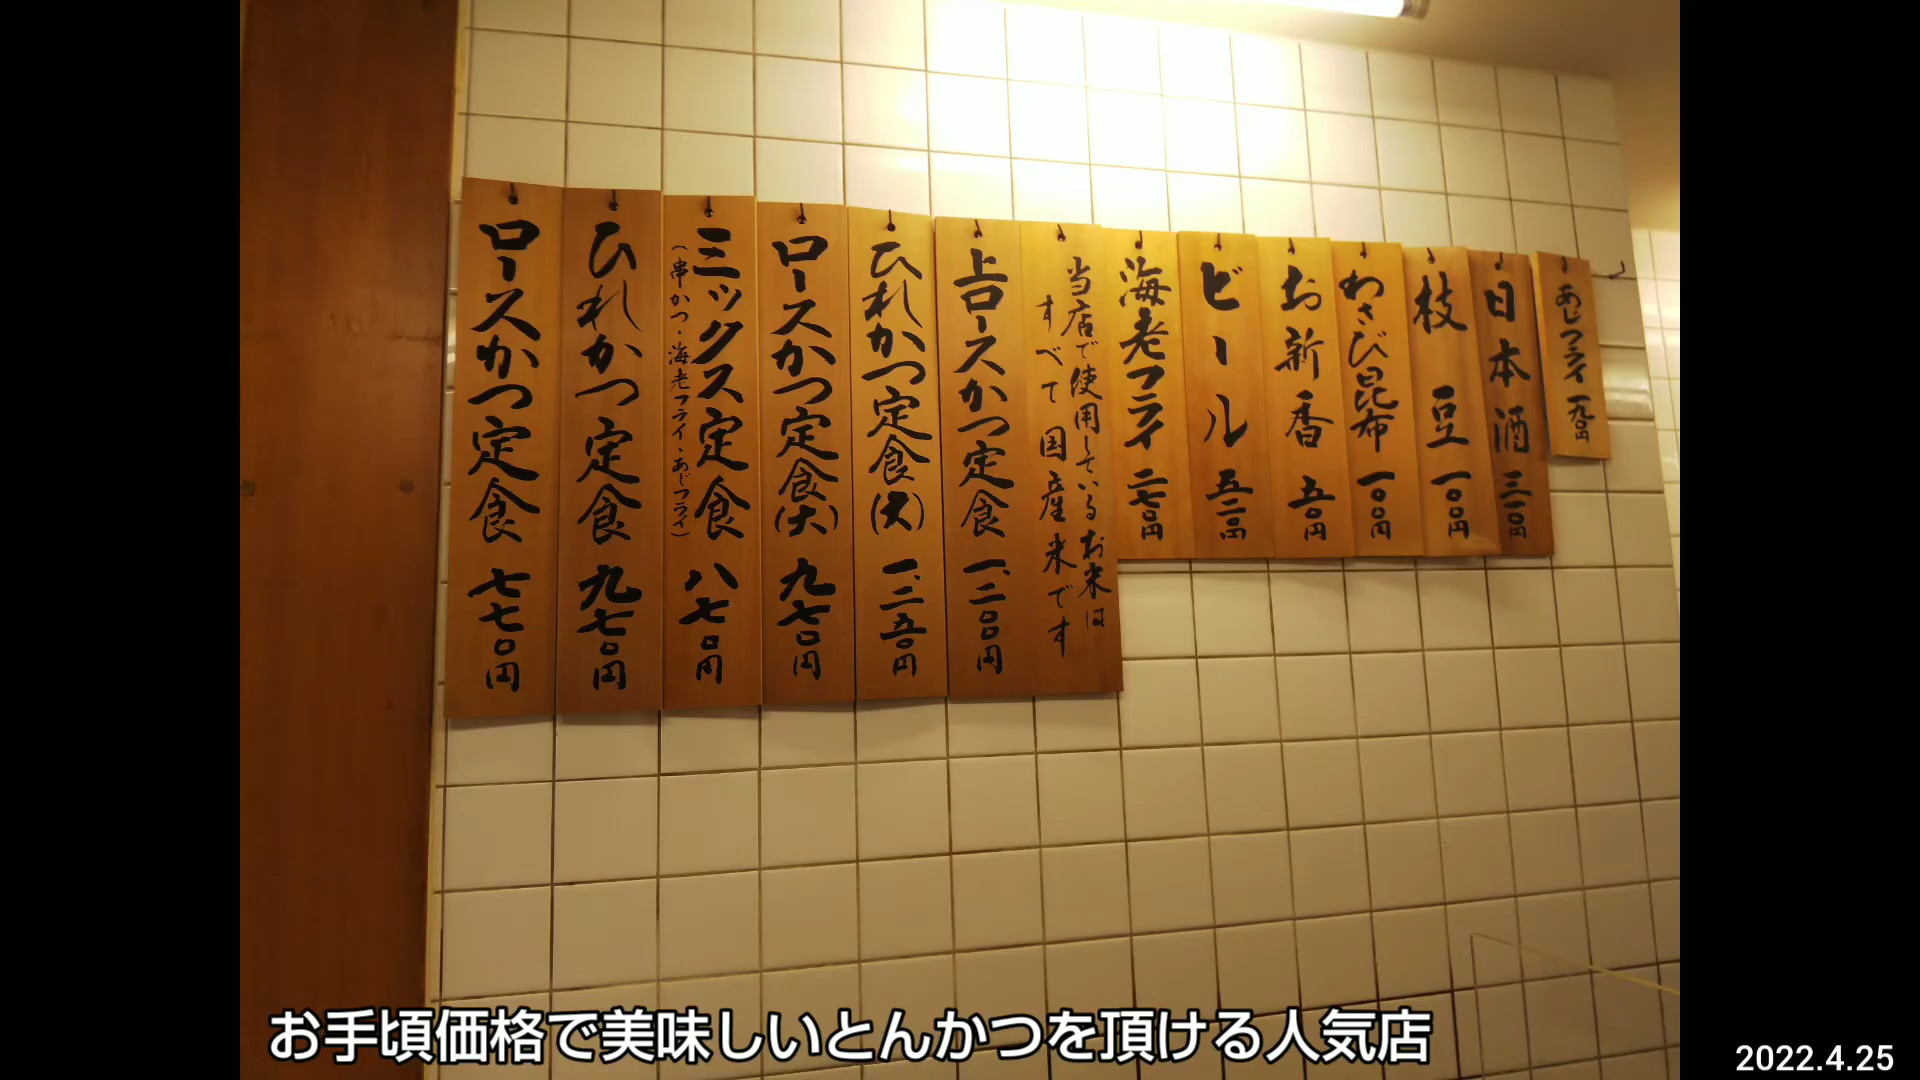 ロースかつ定食 七七〇円
ひれかつ定食 九七〇円
ミックス定食 八七〇円
(串かつ・海老フライ・あじフライ)
ロースかつ定食(大) 九七〇円
ひれかつ定食(大) 一、二五〇円
上ロースかつ定食 一、二〇〇円
当店で使用しているお米は
すべて国産米です
海老フライ 二七〇円
ビール 五一〇円
お新香 五〇円
わさび昆布 一〇〇円
枝豆 一〇〇円
日本酒 三一〇円
あじフライ 一九〇円
お手頃価格で美味しいとんかつを頂ける人気店
2022.4.25